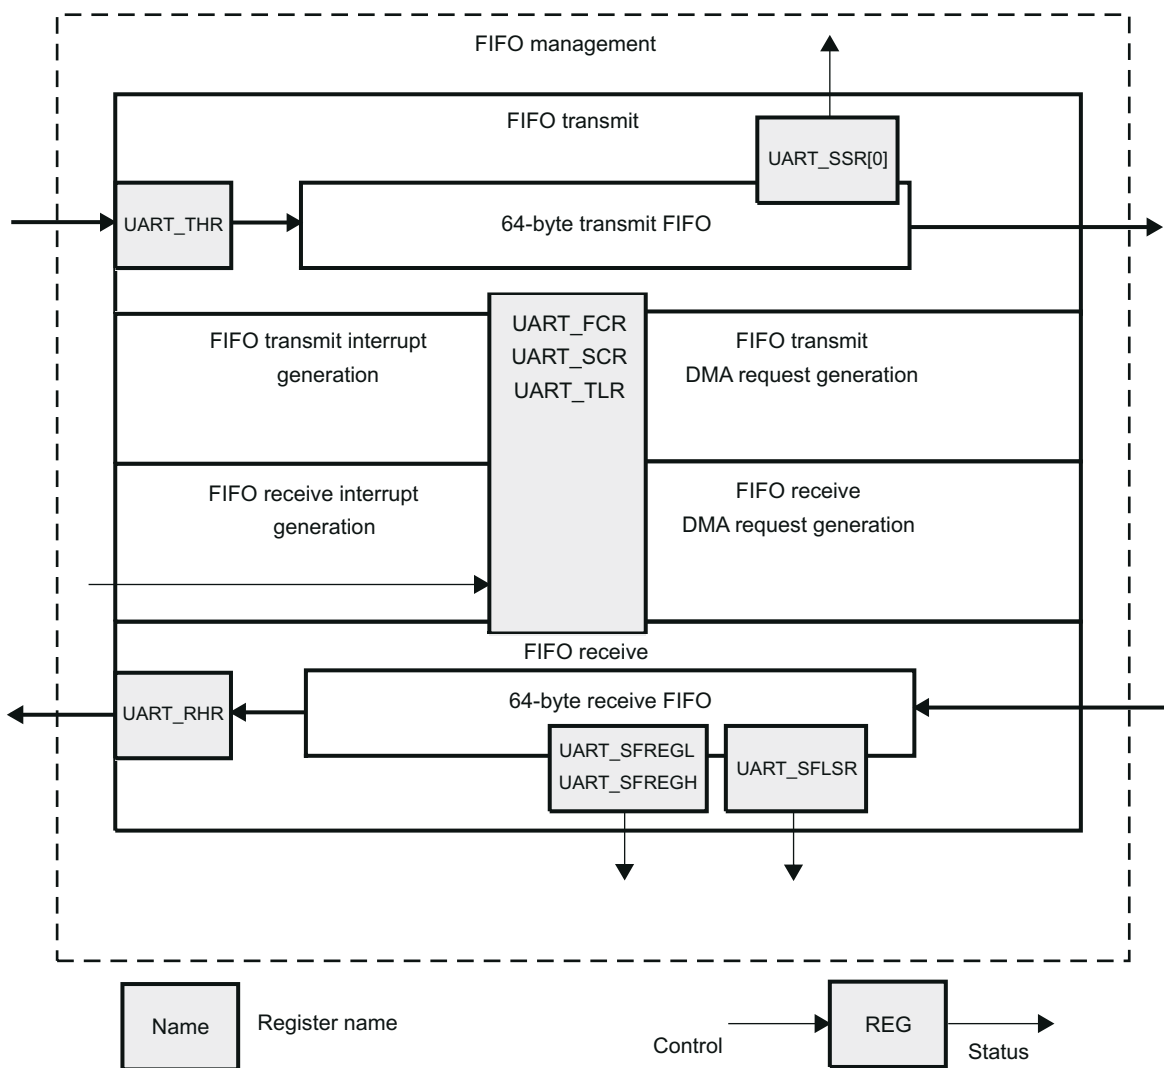 FIFO management
FIFO transmit
UART_SSR[0]
UART_THR
64-byte transmit FIFO
UART_FCR
UART_SCR
UART_TLR
FIFO transmit interrupt
generation
FIFO transmit
DMA request generation
FIFO receive interrupt
generation
FIFO receive
DMA request generation
FIFO receive
64-byte receive FIFO
UART_RHR
UART_SFREGL
UART_SFREGH
UART_SFLSR
Name
Register name
Control
REG
Status